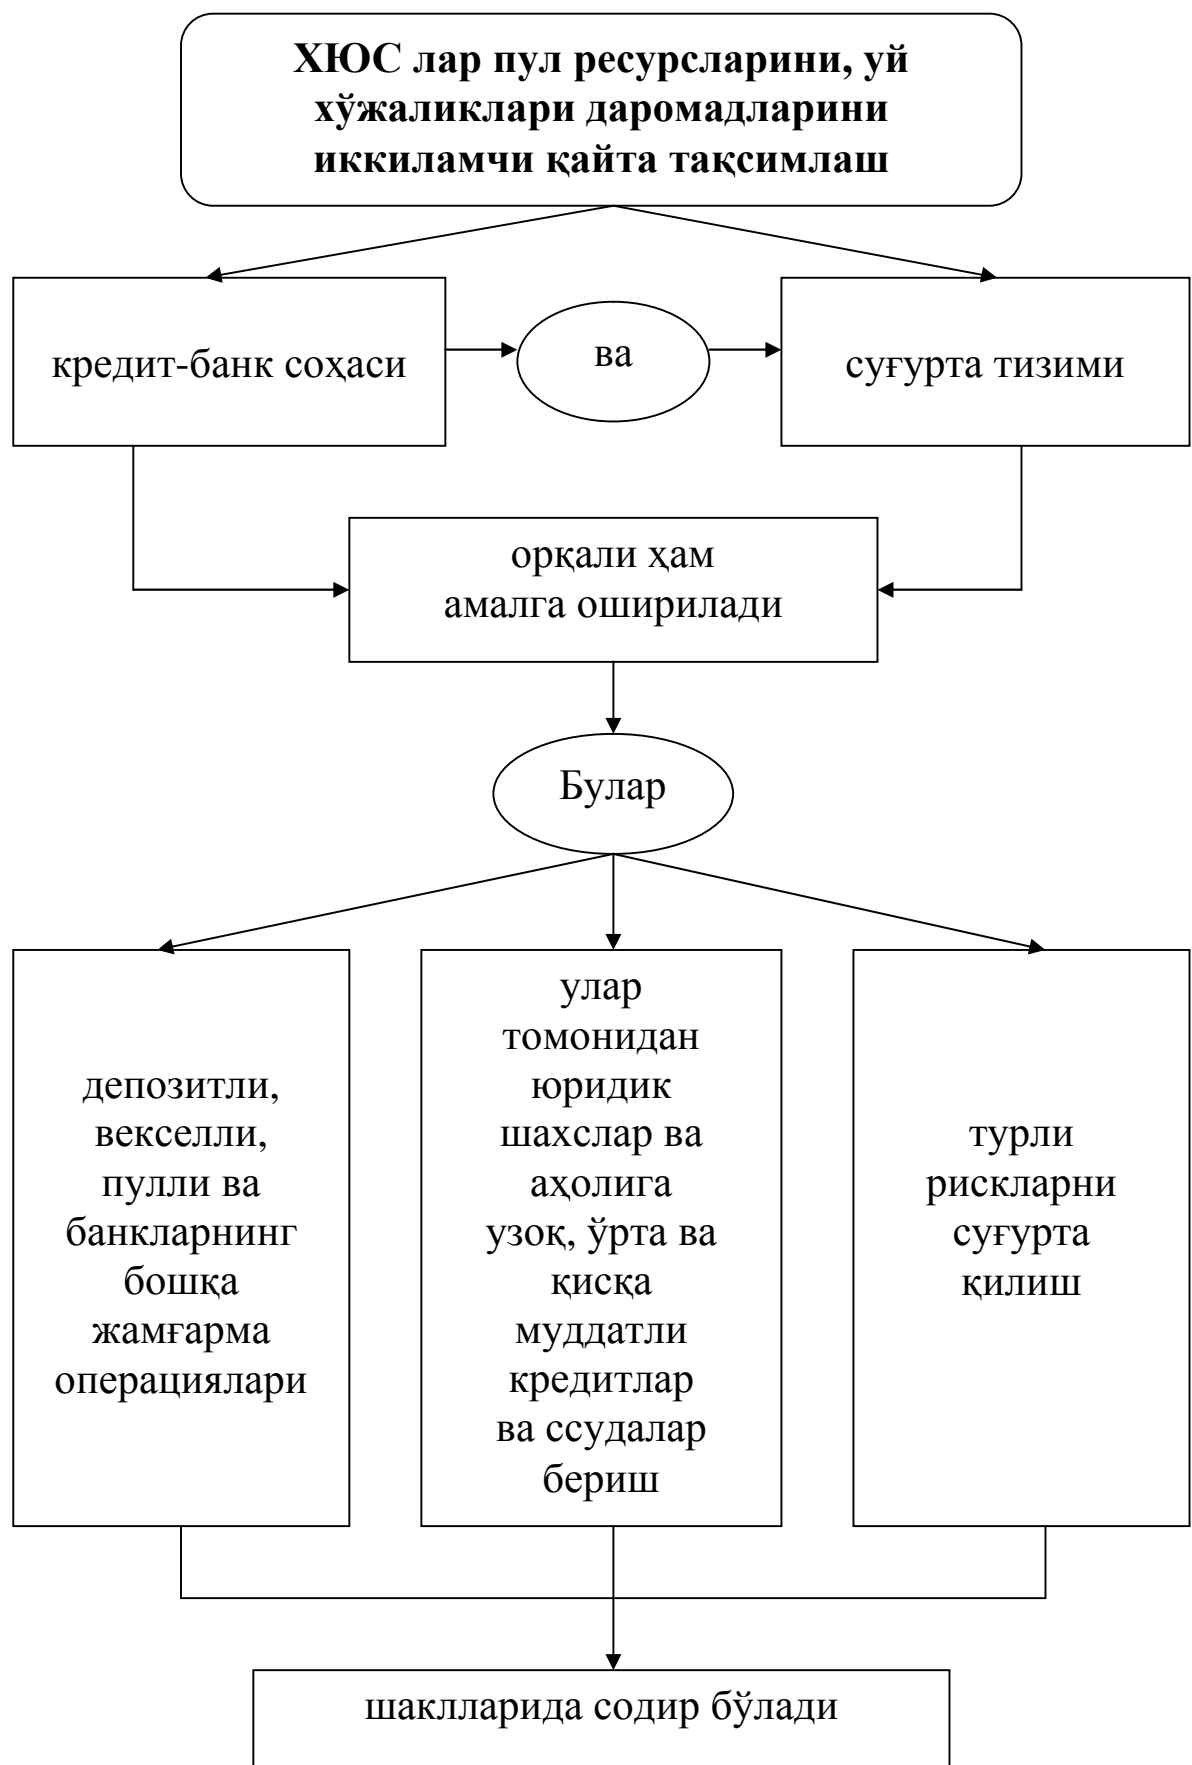 ХЮС лар пул ресурсларини, уй
хўжаликлари даромадларини
иккиламчи қайта тақсимлаш
кредит-банк соҳаси
ва
суғурта тизими
орқали ҳам
амалга оширилади
Булар
депозитли,
векселли,
пулли ва
банкларнинг
бошқа
жамғарма
операциялари
улар
томонидан
юридик
шахслар ва
аҳолига
узоқ, ўрта ва
қисқа
муддатли
кредитлар
ва ссудалар
бериш
турли
рискларни
суғурта
қилиш
шаклларида содир бўлади